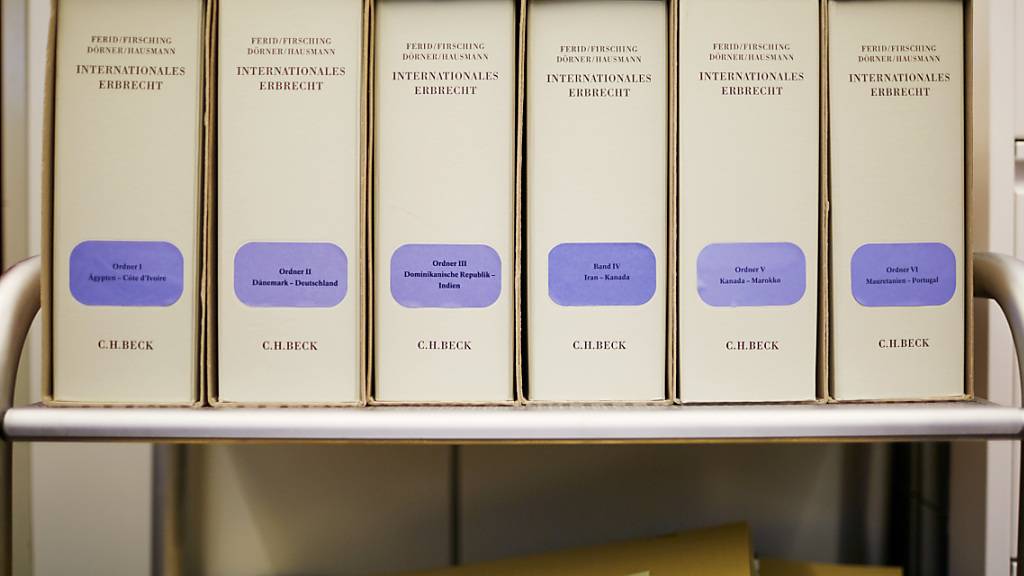 FERID/FIRSCHING
DÖRNER/HAUSMANN
INTERNATIONALES
ERBRECHT
Ordner I
Ägypten – Côte d'Ivoire
C.H.BECK
FERID/FIRSCHING
DÖRNER/HAUSMANN
INTERNATIONALES
ERBRECHT
Ordner II
Dänemark – Deutschland
C.H.BECK
FERID/FIRSCHING
DÖRNER/HAUSMANN
INTERNATIONALES
ERBRECHT
Ordner III
Dominikanische Republik –
Indien
C.H.BECK
FERID/FIRSCHING
DÖRNER/HAUSMANN
INTERNATIONALES
ERBRECHT
Band IV
Iran – Kanada
C.H.BECK
FERID/FIRSCHING
DÖRNER/HAUSMANN
INTERNATIONALES
ERBRECHT
Ordner V
Kanada – Marokko
C.H.BECK
FERID/FIRSCHING
DÖRNER/HAUSMANN
INTERNATIONALES
ERBRECHT
Ordner VI
Mauretanien – Portugal
C.H.BECK